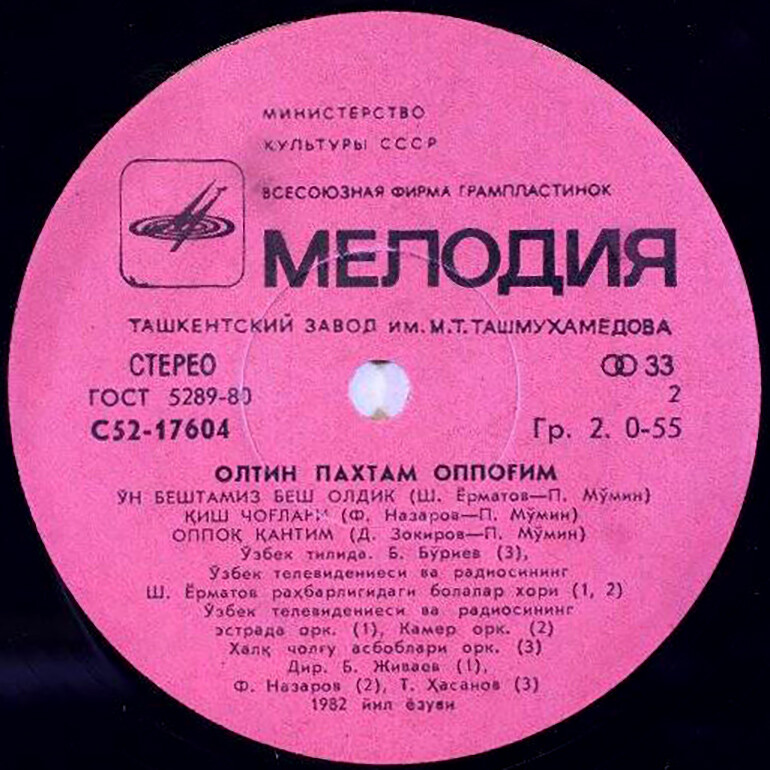 МИНИСТЕРСТВО
КУЛЬТУРЫ СССР
ВСЕСОЮЗНАЯ ФИРМА ГРАМПЛАСТИНОК
МЕЛОДИЯ
ТАШКЕНТСКИЙ ЗАВОД ИМ. М.Т. ТАШМУХАМЕДОВА
СТЕРЕО 33
ГОСТ 5289-80 2
С52-17604 Гр. 2. 0-55
ОЛТИН ПАХТАМ ОППОҒИМ
ЎН БЕШТАМИЗ БЕШ ОЛДИК (Ш. Ёрматов—П. Мўмин)
ҚИШ ЧОҒЛАРИ (Ф. Назаров—П. Мўмин)
ОППОҚ ҚАНТИМ (Д. Зокиров—П. Мўмин)
Ўзбек тилида. Б. Бўриев (3),
Ўзбек телевидениеси ва радиосининг
Ш. Ёрматов раҳбарлигидаги болалар хори (1, 2)
Ўзбек телевидениеси ва радиосининг
эстрада орк. (1), Камер орк. (2)
Халқ чолғу асбоблари орк. (3)
Дир. Б. Живаев (1),
Ф. Назаров (2), Т. Ҳасанов (3)
1982 йил ёзуви